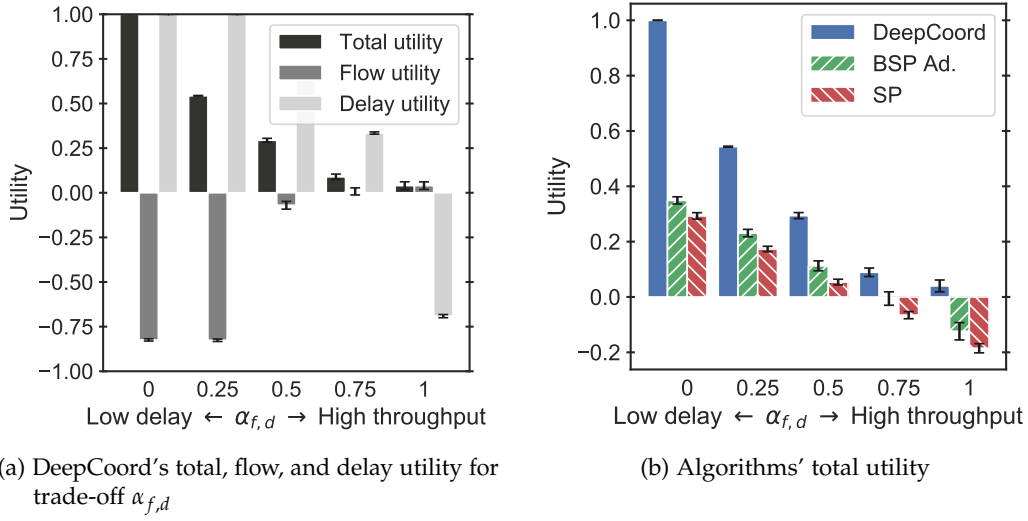 1.00
0.75
0.50
0.25
0.00
−0.25
−0.50
−0.75
−1.00
Utility
Total utility
Flow utility
Delay utility
0 0.25 0.5 0.75 1
Low delay ← α_{f,d} → High throughput
(a) DeepCoord's total, flow, and delay utility for
trade-off α_{f,d}
1.0
0.8
0.6
0.4
0.2
0.0
−0.2
Utility
DeepCoord
BSP Ad.
SP
0 0.25 0.5 0.75 1
Low delay ← α_{f,d} → High throughput
(b) Algorithms' total utility